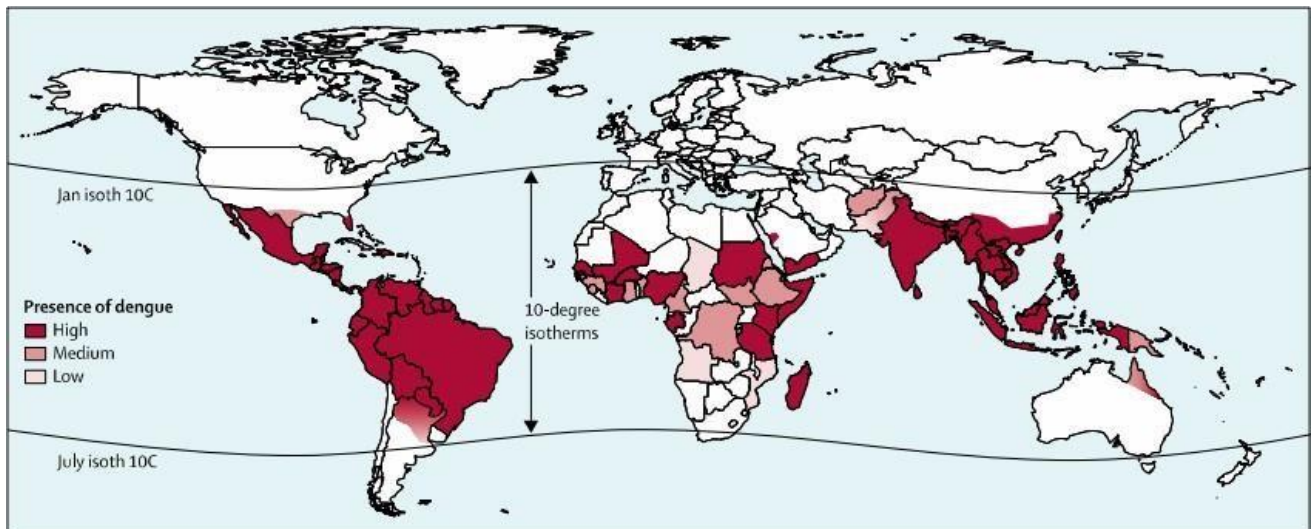 Jan isoth 10C
Presence of dengue
High
Medium
Low
10-degree
isotherms
July isoth 10C